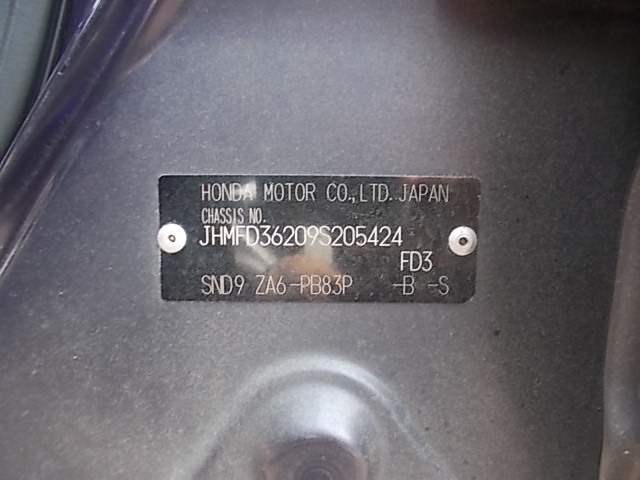 HONDA MOTOR CO.,LTD. JAPAN
CHASSIS NO.
JHMFD36209S205424
FD3
SND9 ZA6-PB83P -B -S